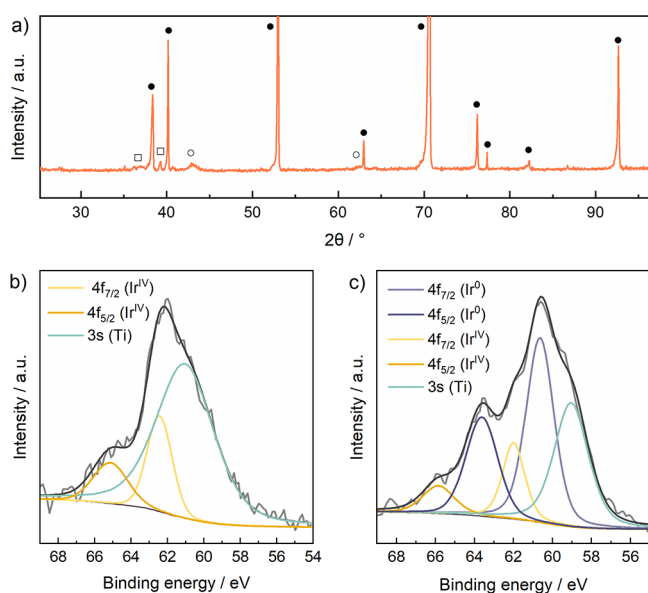 a)
Intensity / a.u.
30 40 50 60 70 80 90
2θ / °
b)
4f7/2 (IrIV)
4f5/2 (IrIV)
3s (Ti)
Intensity / a.u.
68 66 64 62 60 58 56 54
Binding energy / eV
c)
4f7/2 (Ir0)
4f5/2 (Ir0)
4f7/2 (IrIV)
4f5/2 (IrIV)
3s (Ti)
Intensity / a.u.
68 66 64 62 60 58 56
Binding energy / eV